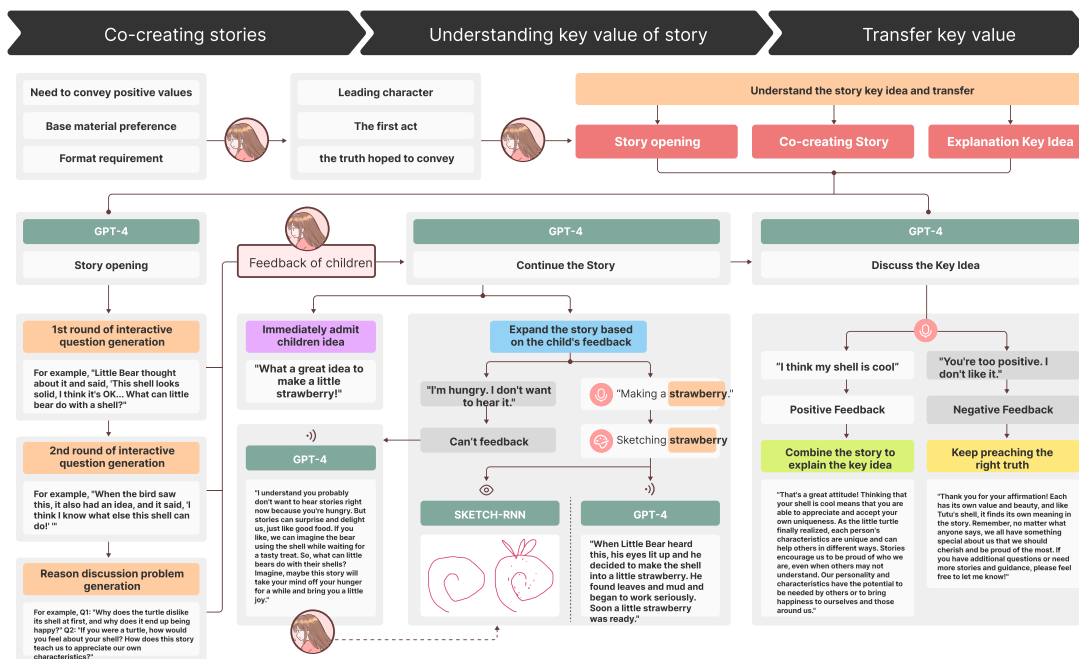 Co-creating stories
Understanding key value of story
Transfer key value
Need to convey positive values
Base material preference
Format requirement
Leading character
The first act
the truth hoped to convey
Understand the story key idea and transfer
Story opening
Co-creating Story
Explanation Key Idea
GPT-4
Story opening
Feedback of children
GPT-4
Continue the Story
GPT-4
Discuss the Key Idea
1st round of interactive
question generation
For example, "Little Bear thought
about it and said, 'This shell looks
solid, I think it's OK... What can little
bear do with a shell?"
2nd round of interactive
question generation
For example, "When the bird saw
this, it also had an idea, and it said, 'I
think I know what else this shell can
do!' '"
Reason discussion problem
generation
For example, Q1: "Why does the turtle dislike
its shell at first, and why does it end up being
happy?" Q2: "If you were a turtle, how would
you feel about your shell? How does this story
teach us to appreciate our own
characteristics?"
Immediately admit
children idea
"What a great idea to
make a little
strawberry!"
GPT-4
"I understand you probably
don't want to hear stories right
now because you're hungry. But
stories can surprise and delight
us, just like good food. If you
like, we can imagine the bear
using the shell while waiting for
a tasty treat. So, what can little
bears do with their shells?
Imagine, maybe this story will
take your mind off your hunger
for a while and bring you a little
joy."
Expand the story based
on the child's feedback
"I'm hungry. I don't want
to hear it."
Can't feedback
"Making a strawberry."
Sketching strawberry
SKETCH-RNN
GPT-4
"When Little Bear heard
this, his eyes lit up and he
decided to make the shell
into a little strawberry. He
found leaves and mud and
began to work seriously.
Soon a little strawberry
was ready."
“I think my shell is cool”
Positive Feedback
Combine the story to
explain the key idea
"That's a great attitude! Thinking that
your shell is cool means that you are
able to appreciate and accept your
own uniqueness. As the little turtle
finally realized, each person's
characteristics are unique and can
help others in different ways. Stories
encourage us to be proud of who we
are, even when others may not
understand. Our personality and
characteristics have the potential to
be needed by others or to bring
happiness to ourselves and those
around us."
"You're too positive. I
don't like it."
Negative Feedback
Keep preaching the
right truth
"Thank you for your affirmation! Each
has its own value and beauty, and like
Tutu's shell, it finds its own meaning in
the story. Remember, no matter what
anyone says, we all have something
special about us that we should
cherish and be proud of the most. If
you have additional questions or need
more stories and guidance, please feel
free to let me know!"